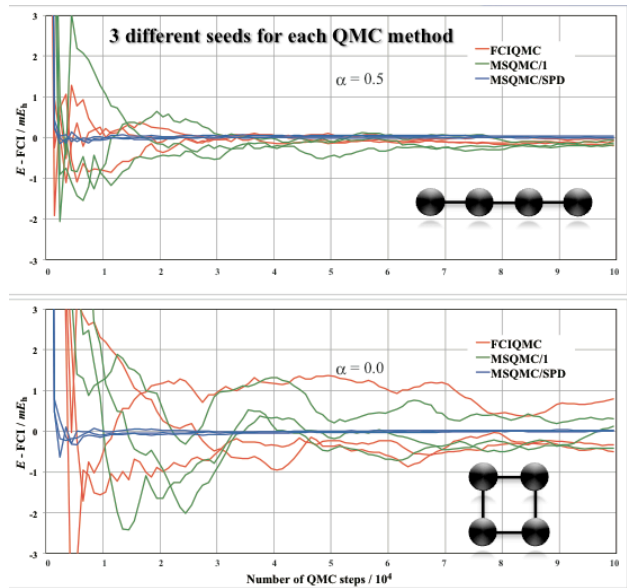 3 different seeds for each QMC method
FCIQMC
MSQMC/1
MSQMC/SPD
α = 0.5
E - FCI / mEh
3
2
1
0
-1
-2
-3
0 1 2 3 4 5 6 7 8 9 10
FCIQMC
MSQMC/1
MSQMC/SPD
α = 0.0
E - FCI / mEh
3
2
1
0
-1
-2
-3
0 1 2 3 4 5 6 7 8 9 10
Number of QMC steps / 10⁴